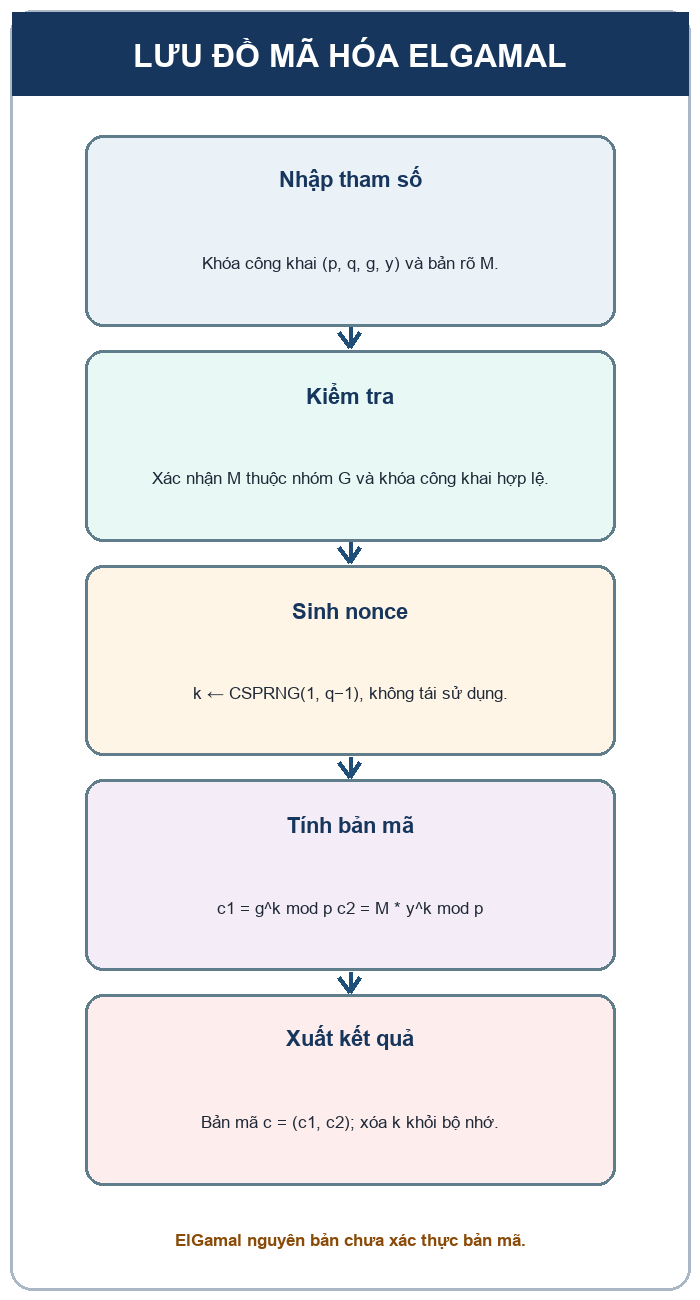 LƯU ĐỒ MÃ HÓA ELGAMAL
Nhập tham số
Khóa công khai (p, q, g, y) và bản rõ M.
Kiểm tra
Xác nhận M thuộc nhóm G và khóa công khai hợp lệ.
Sinh nonce
k ← CSPRNG(1, q−1), không tái sử dụng.
Tính bản mã
c1 = g^k mod p c2 = M * y^k mod p
Xuất kết quả
Bản mã c = (c1, c2); xóa k khỏi bộ nhớ.
ElGamal nguyên bản chưa xác thực bản mã.